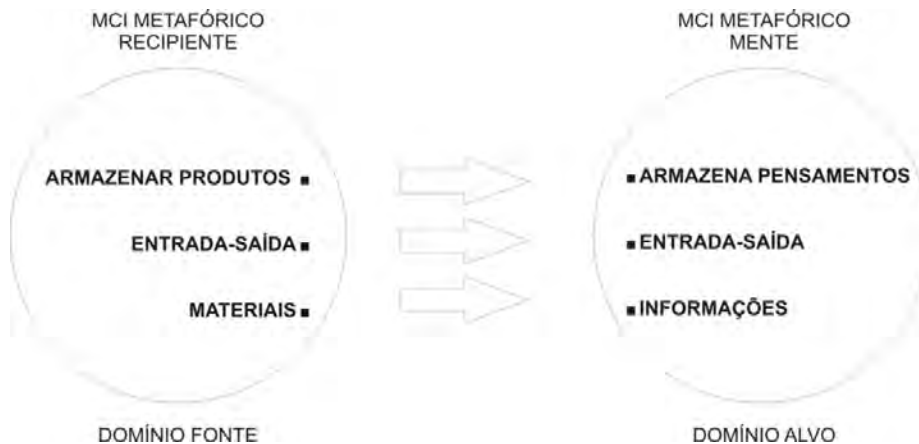 MCI METAFÓRICO
RECIPIENTE
MCI METAFÓRICO
MENTE
ARMAZENAR PRODUTOS
ARMAZENA PENSAMENTOS
ENTRADA-SAÍDA
ENTRADA-SAÍDA
MATERIAIS
INFORMAÇÕES
DOMÍNIO FONTE
DOMÍNIO ALVO